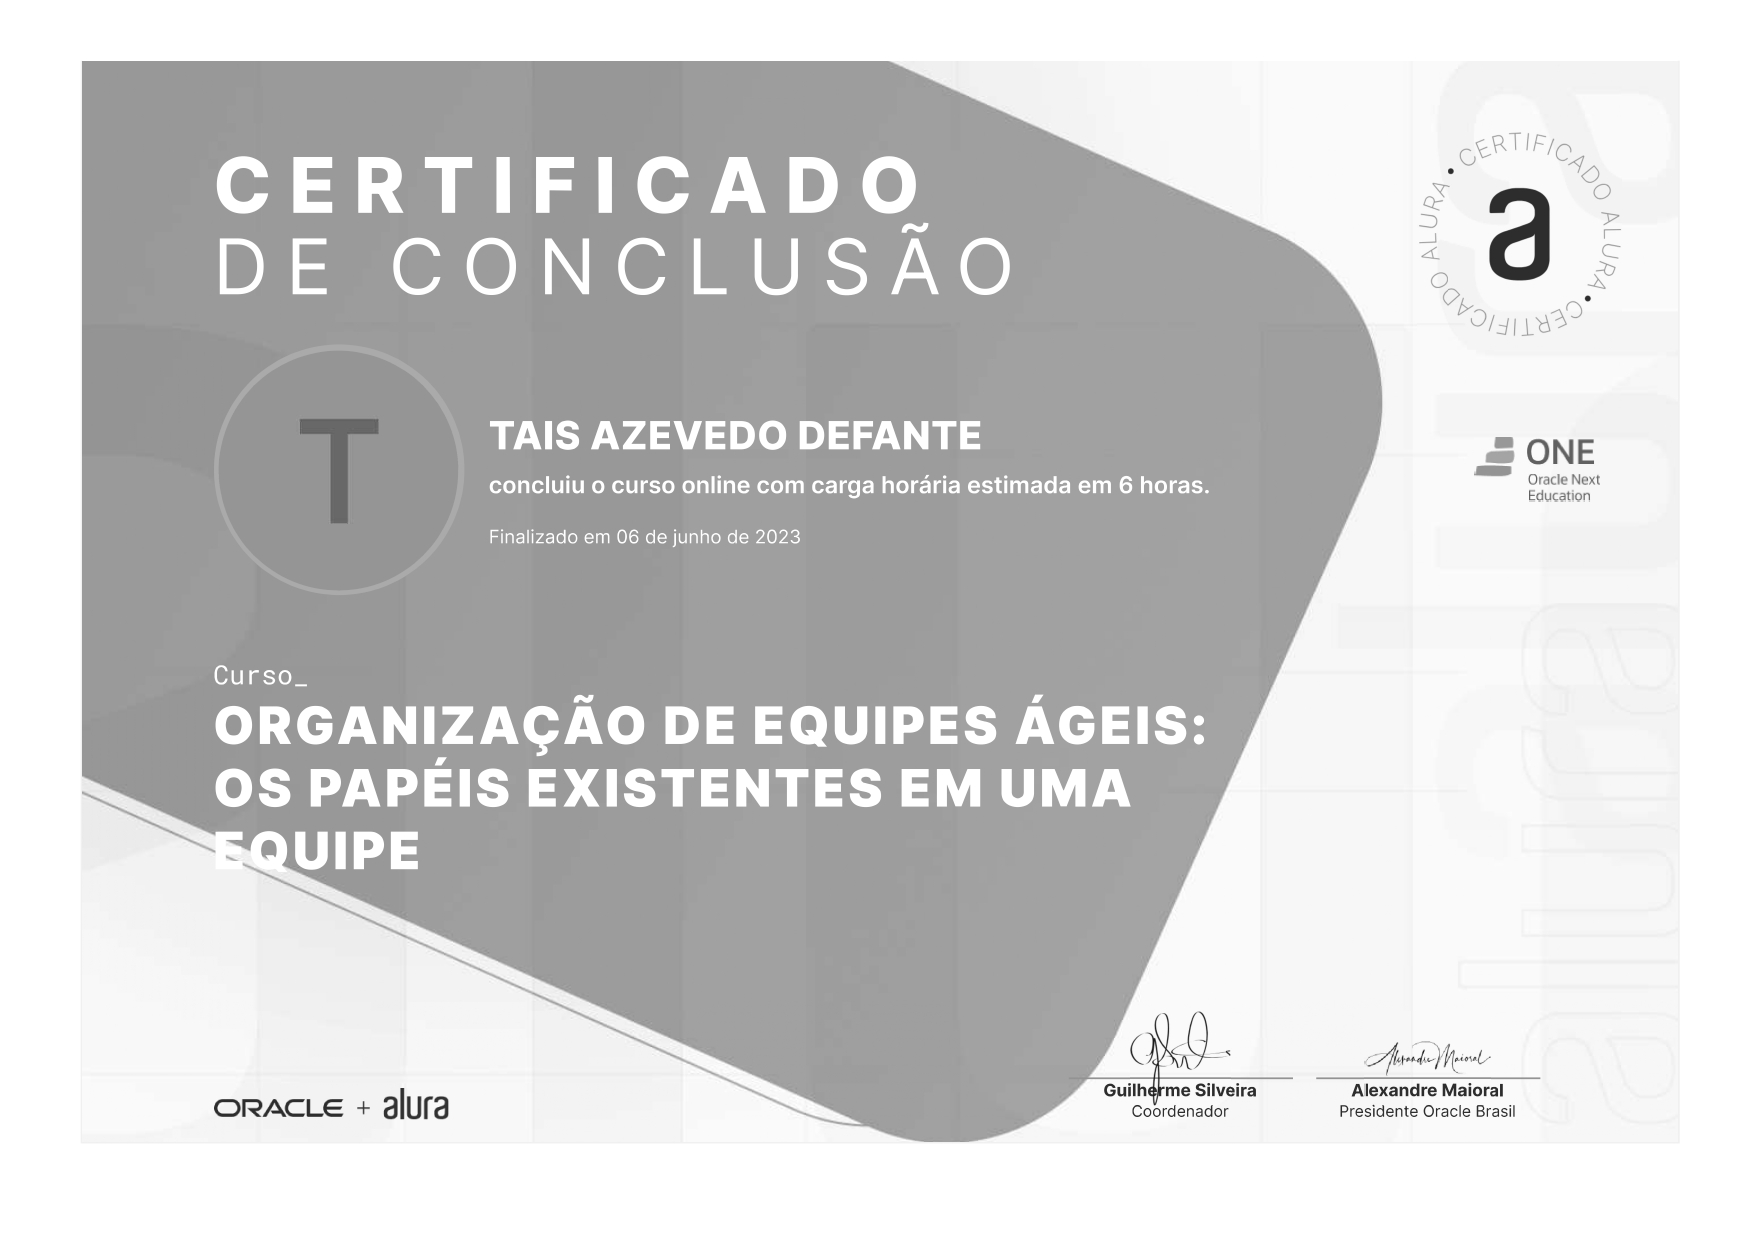 CERTIFICADO
DE CONCLUSÃO
CERTIFICADO ALURA • CERTIFICADO ALURA •
a
T
TAIS AZEVEDO DEFANTE
concluiu o curso online com carga horária estimada em 6 horas.
Finalizado em 06 de junho de 2023
ONE
Oracle Next
Education
Curso_
ORGANIZAÇÃO DE EQUIPES ÁGEIS:
OS PAPÉIS EXISTENTES EM UMA
EQUIPE
alura
alura
ORACLE + alura
Alexandre Maioral
Guilherme Silveira
Coordenador
Alexandre Maioral
Presidente Oracle Brasil